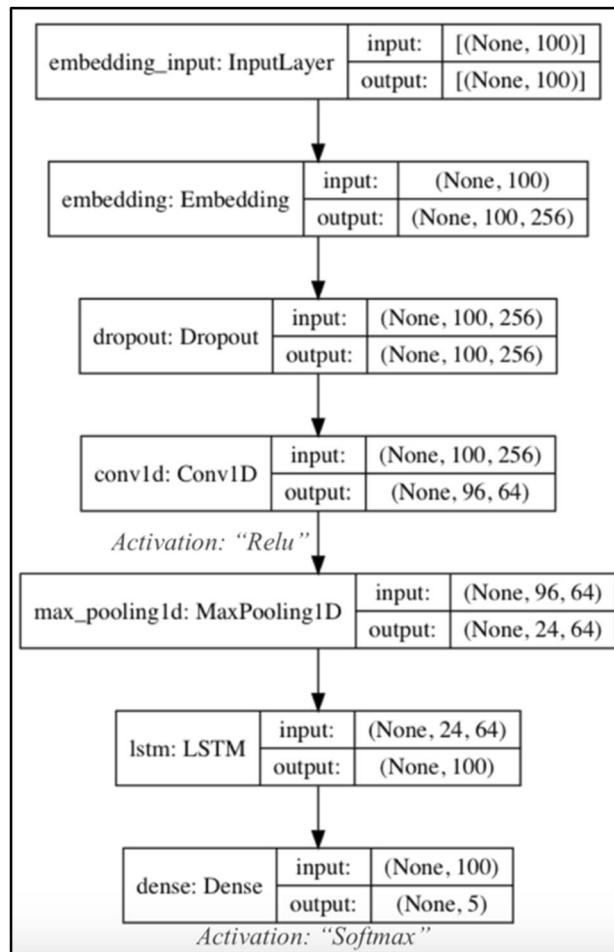 embedding_input: InputLayer
input: [(None, 100)]
output: [(None, 100)]
embedding: Embedding
input: (None, 100)
output: (None, 100, 256)
dropout: Dropout
input: (None, 100, 256)
output: (None, 100, 256)
conv1d: Conv1D
input: (None, 100, 256)
output: (None, 96, 64)
Activation: “Relu”
max_pooling1d: MaxPooling1D
input: (None, 96, 64)
output: (None, 24, 64)
lstm: LSTM
input: (None, 24, 64)
output: (None, 100)
dense: Dense
input: (None, 100)
output: (None, 5)
Activation: “Softmax”